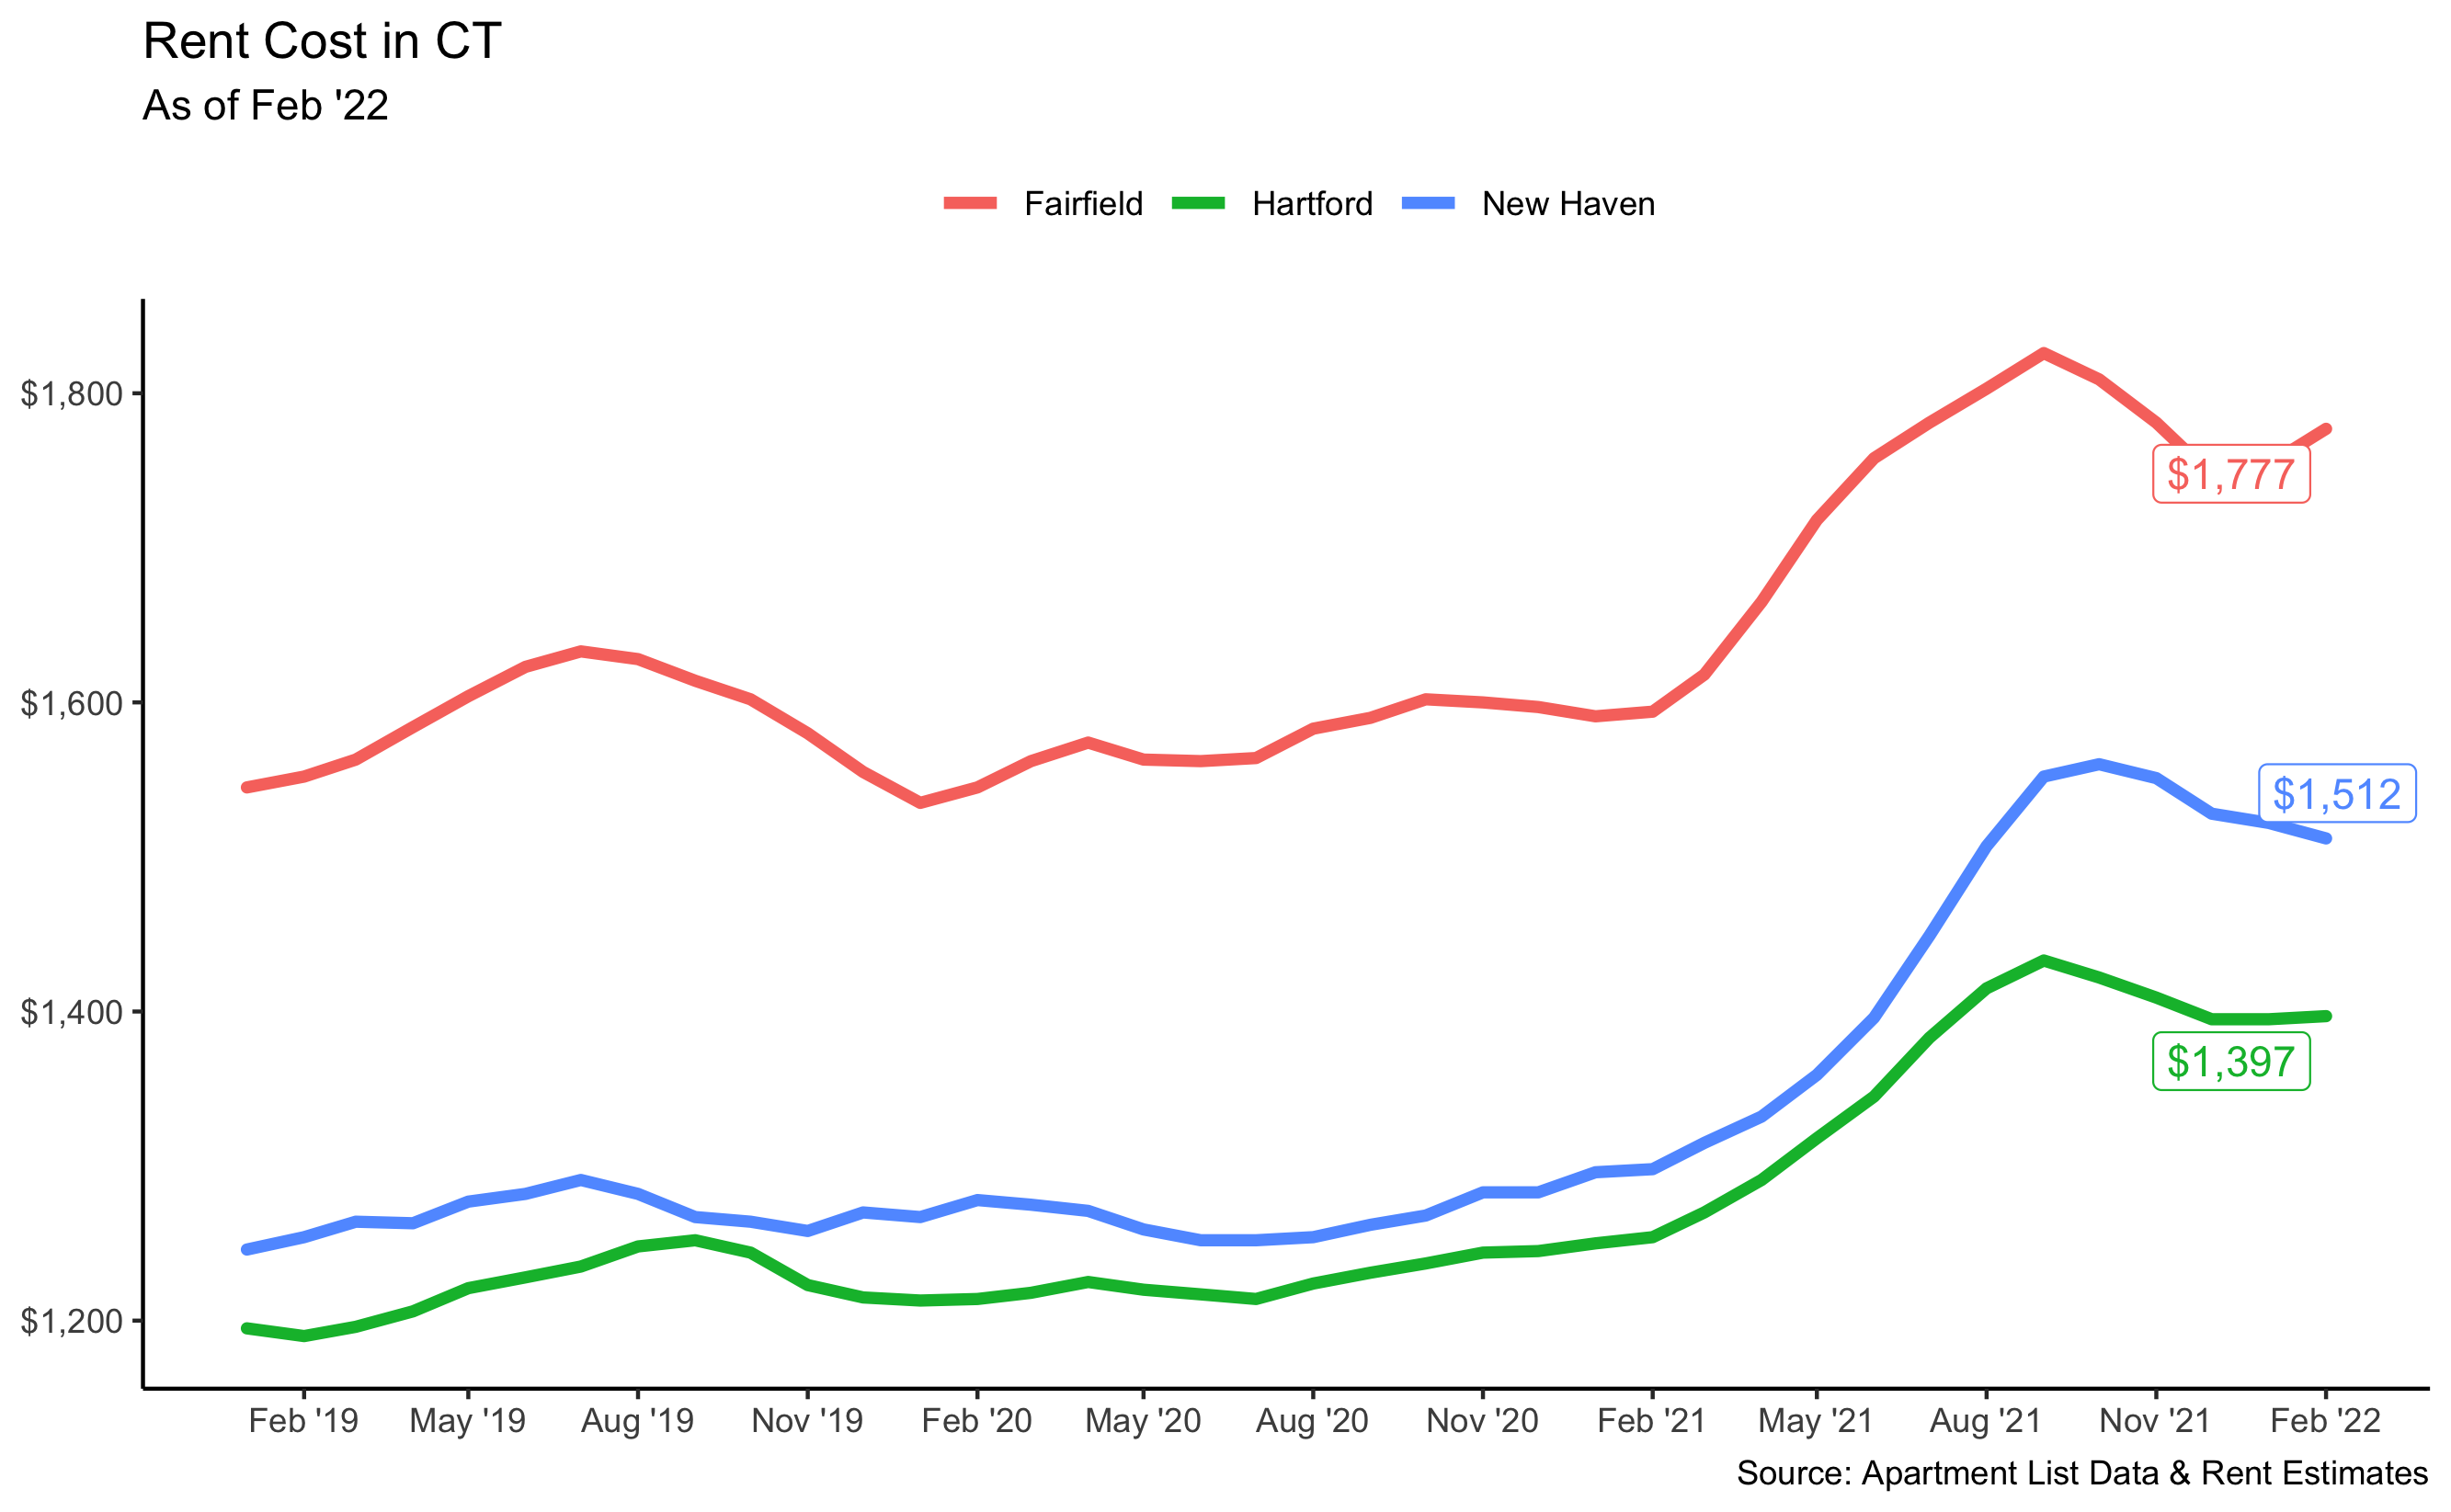 Rent Cost in CT
As of Feb '22
Fairfield Hartford New Haven
$1,800
$1,777
$1,600
$1,512
$1,400
$1,397
$1,200
Feb '19 May '19 Aug '19 Nov '19 Feb '20 May '20 Aug '20 Nov '20 Feb '21 May '21 Aug '21 Nov '21 Feb '22
Source: Apartment List Data & Rent Estimates